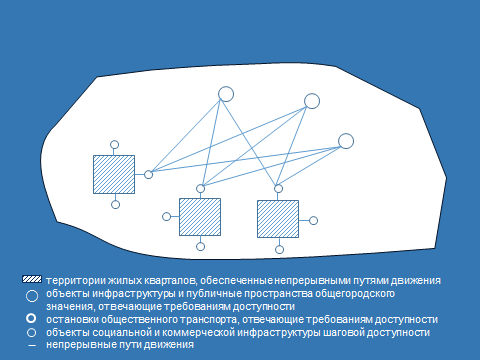 территории жилых кварталов, обеспеченные непрерывными путями движения
объекты инфраструктуры и публичные пространства общегородского
значения, отвечающие требованиям доступности
остановки общественного транспорта, отвечающие требованиям доступности
объекты социальной и коммерческой инфраструктуры шаговой доступности
непрерывные пути движения